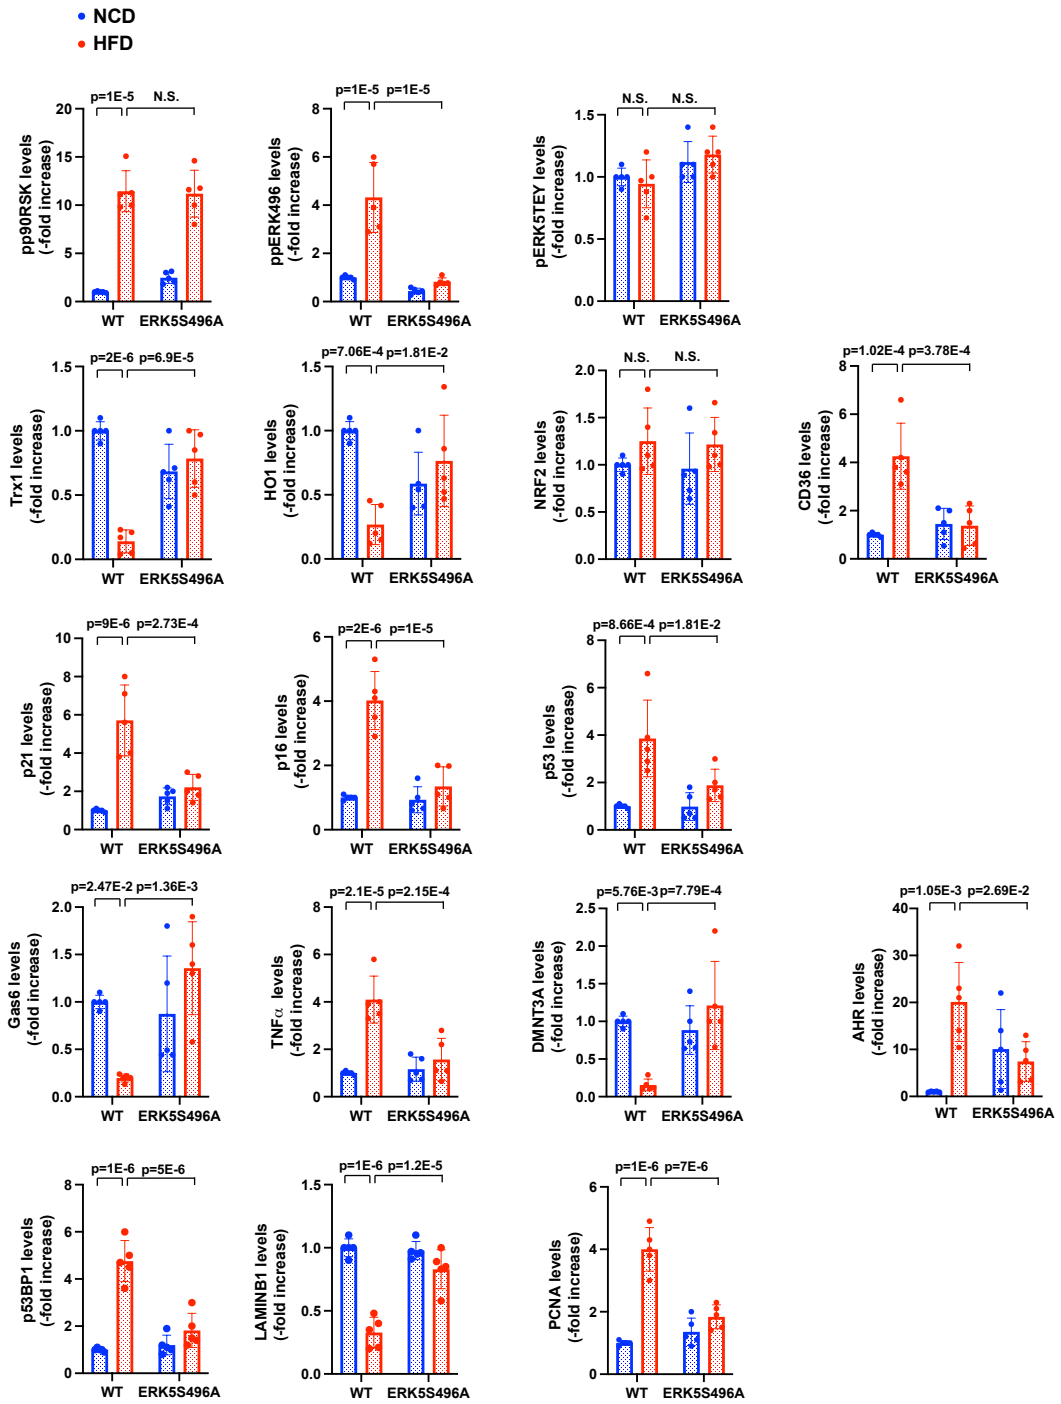 NCD
HFD
p=1E-5 N.S.
pp90RSK levels
(-fold increase)
20
15
10
5
0
WT ERK5S496A
p=1E-5 p=1E-5
ppERK496 levels
(-fold increase)
8
6
4
2
0
WT ERK5S496A
N.S. N.S.
pERK5TEY levels
(-fold increase)
1.5
1.0
0.5
0.0
WT ERK5S496A
p=2E-6 p=6.9E-5
Trx1 levels
(-fold increase)
1.5
1.0
0.5
0.0
WT ERK5S496A
p=7.06E-4 p=1.81E-2
HO1 levels
(-fold increase)
1.5
1.0
0.5
0.0
WT ERK5S496A
N.S. N.S.
NRF2 levels
(-fold increase)
2.0
1.5
1.0
0.5
0.0
WT ERK5S496A
p=1.02E-4 p=3.78E-4
CD36 levels
(-fold increase)
8
6
4
2
0
WT ERK5S496A
p=9E-6 p=2.73E-4
p21 levels
(-fold increase)
10
8
6
4
2
0
WT ERK5S496A
p=2E-6 p=1E-5
p16 levels
(-fold increase)
6
4
2
0
WT ERK5S496A
p=8.66E-4 p=1.81E-2
p53 levels
(-fold increase)
8
6
4
2
0
WT ERK5S496A
p=2.47E-2 p=1.36E-3
Gas6 levels
(-fold increase)
2.0
1.5
1.0
0.5
0.0
WT ERK5S496A
p=2.1E-5 p=2.15E-4
TNFα levels
(-fold increase)
8
6
4
2
0
WT ERK5S496A
p=5.76E-3 p=7.79E-4
DMNT3A levels
(-fold increase)
2.5
2.0
1.5
1.0
0.5
0.0
WT ERK5S496A
p=1.05E-3 p=2.69E-2
AHR levels
(-fold increase)
40
30
20
10
0
WT ERK5S496A
p=1E-6 p=5E-6
p53BP1 levels
(-fold increase)
8
6
4
2
0
WT ERK5S496A
p=1E-6 p=1.2E-5
LAMINB1 levels
(-fold increase)
1.5
1.0
0.5
0.0
WT ERK5S496A
p=1E-6 p=7E-6
PCNA levels
(-fold increase)
6
4
2
0
WT ERK5S496A